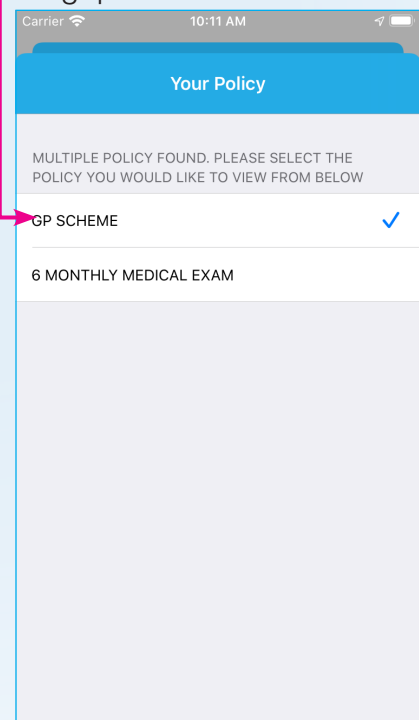 Carrier 10:11 AM
Your Policy
MULTIPLE POLICY FOUND. PLEASE SELECT THE
POLICY YOU WOULD LIKE TO VIEW FROM BELOW
GP SCHEME
6 MONTHLY MEDICAL EXAM